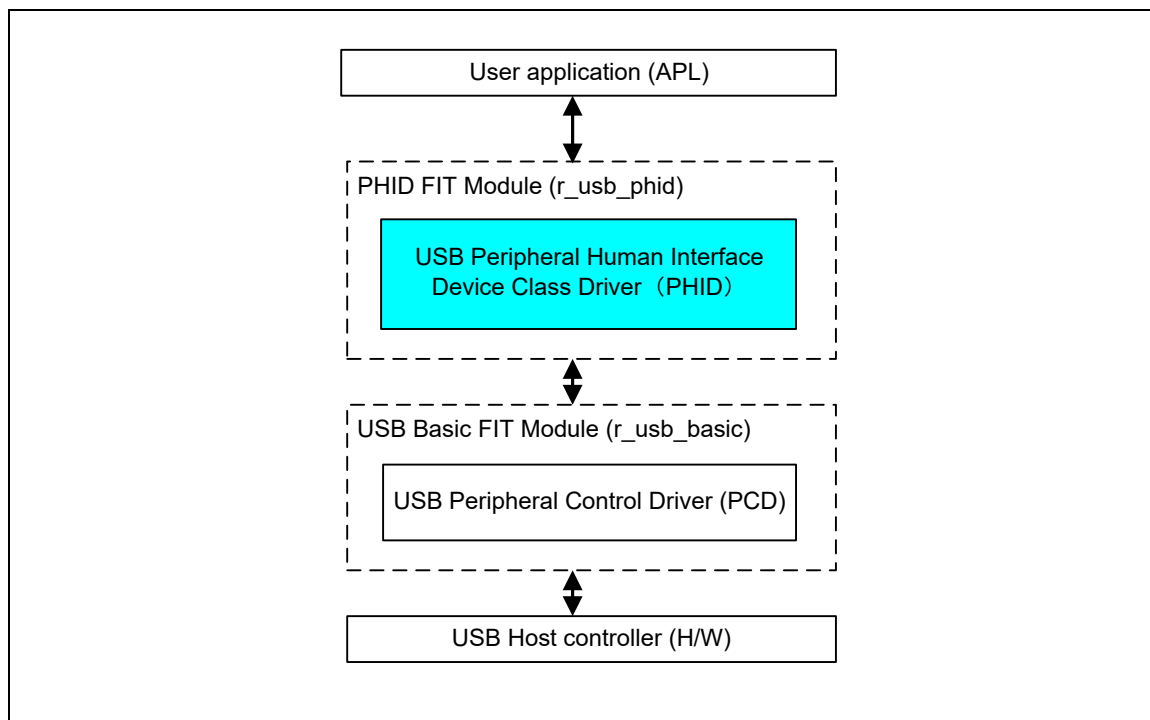 User application (APL)
PHID FIT Module (r_usb_phid)
USB Peripheral Human Interface
Device Class Driver（PHID）
USB Basic FIT Module (r_usb_basic)
USB Peripheral Control Driver (PCD)
USB Host controller (H/W)